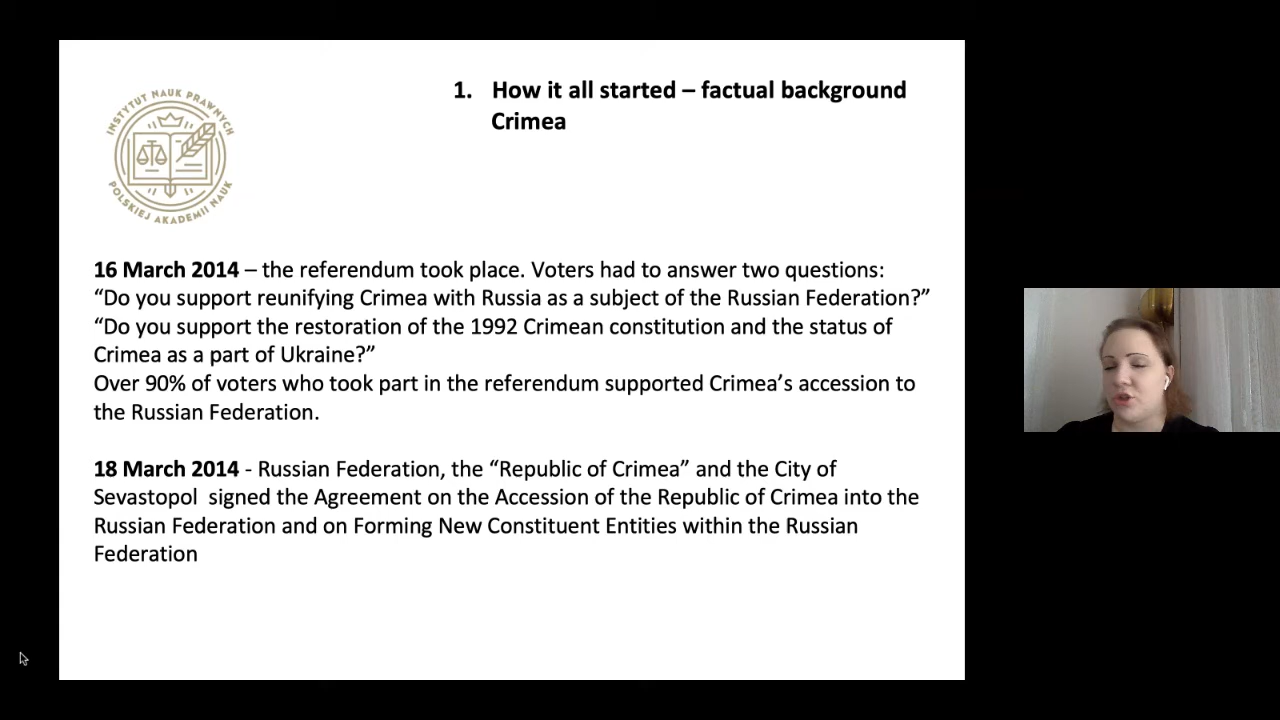 INSTYTUT NAUK PRAWNYCH
POLSKIEJ AKADEMII NAUK
1. How it all started – factual background
Crimea
16 March 2014 – the referendum took place. Voters had to answer two questions:
“Do you support reunifying Crimea with Russia as a subject of the Russian Federation?”
“Do you support the restoration of the 1992 Crimean constitution and the status of
Crimea as a part of Ukraine?”
Over 90% of voters who took part in the referendum supported Crimea’s accession to
the Russian Federation.
18 March 2014 - Russian Federation, the “Republic of Crimea” and the City of
Sevastopol signed the Agreement on the Accession of the Republic of Crimea into the
Russian Federation and on Forming New Constituent Entities within the Russian
Federation